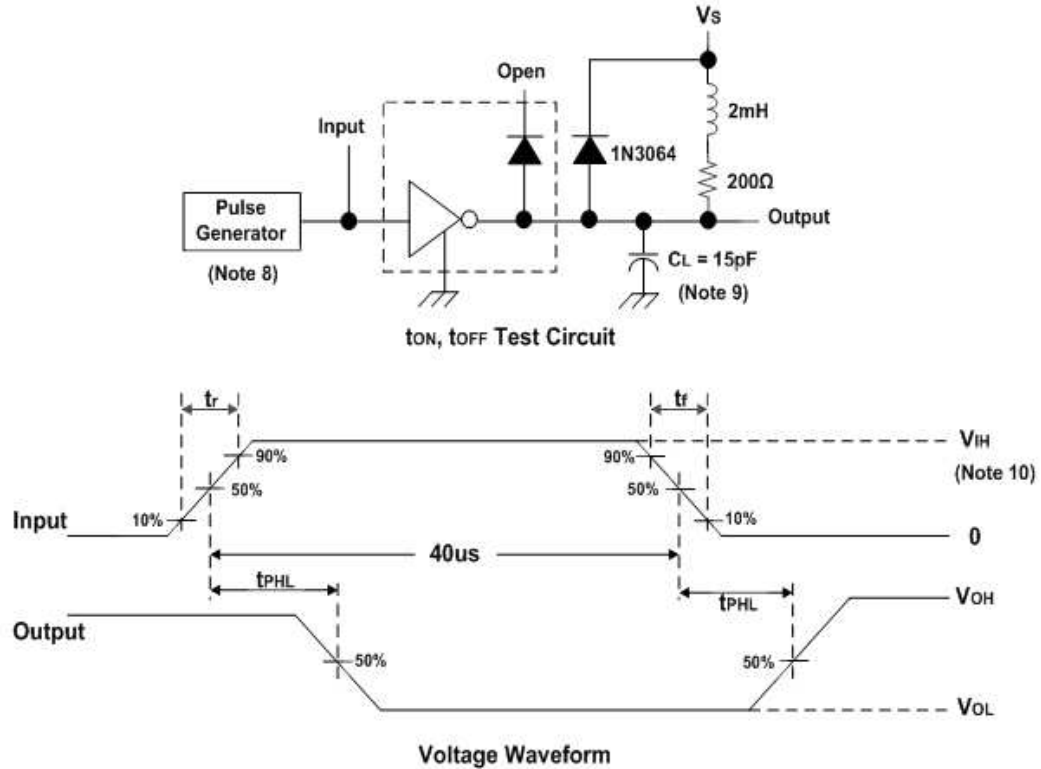 Vs
Open
2mH
Input
1N3064
200Ω
Output
Pulse
Generator
CL = 15pF
(Note 8)
(Note 9)
tON, tOFF Test Circuit
tr
tf
90%
90%
VIH
(Note 10)
50%
50%
10%
10%
Input
0
40us
tPHL
tPHL
VOH
Output
50%
50%
VOL
Voltage Waveform